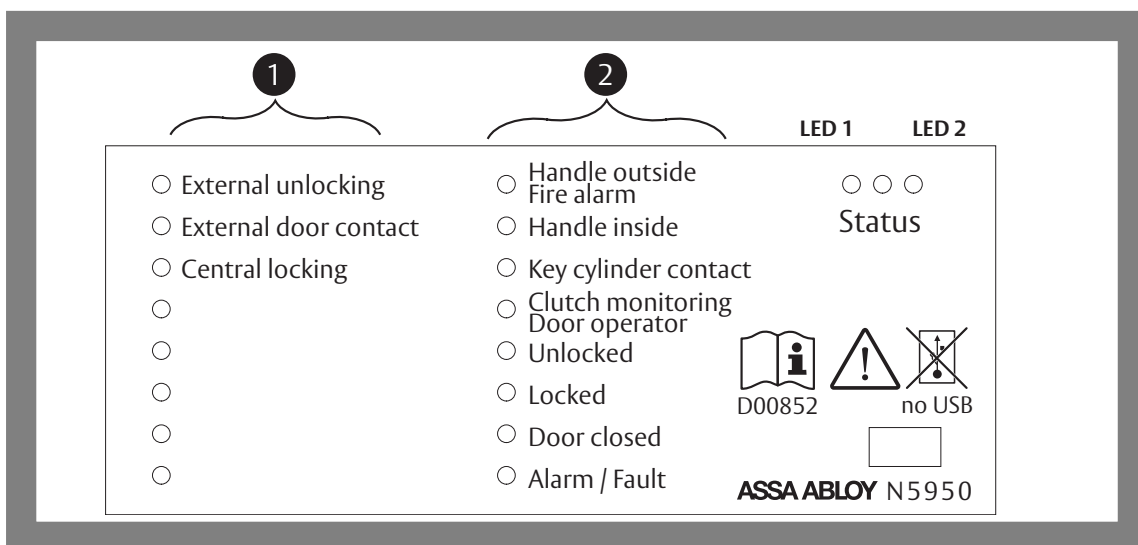 1
2
LED 1
LED 2
External unlocking
External door contact
Central locking
Handle outside
Fire alarm
Handle inside
Key cylinder contact
Clutch monitoring
Door operator
Unlocked
Locked
Door closed
Alarm / Fault
Status
D00852
no USB
ASSA ABLOY N5950